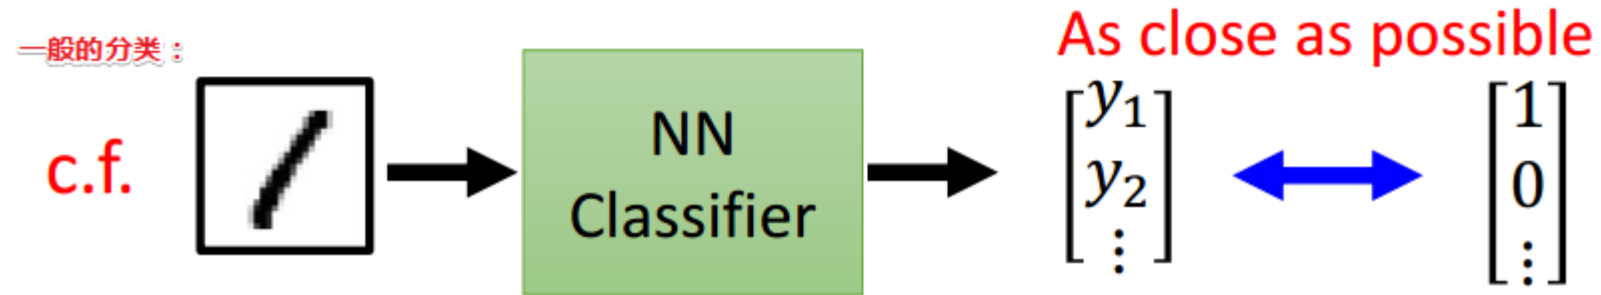 一般的分类：
As close as possible
c.f.
NN
Classifier
y₁
y₂
⋮
1
0
⋮